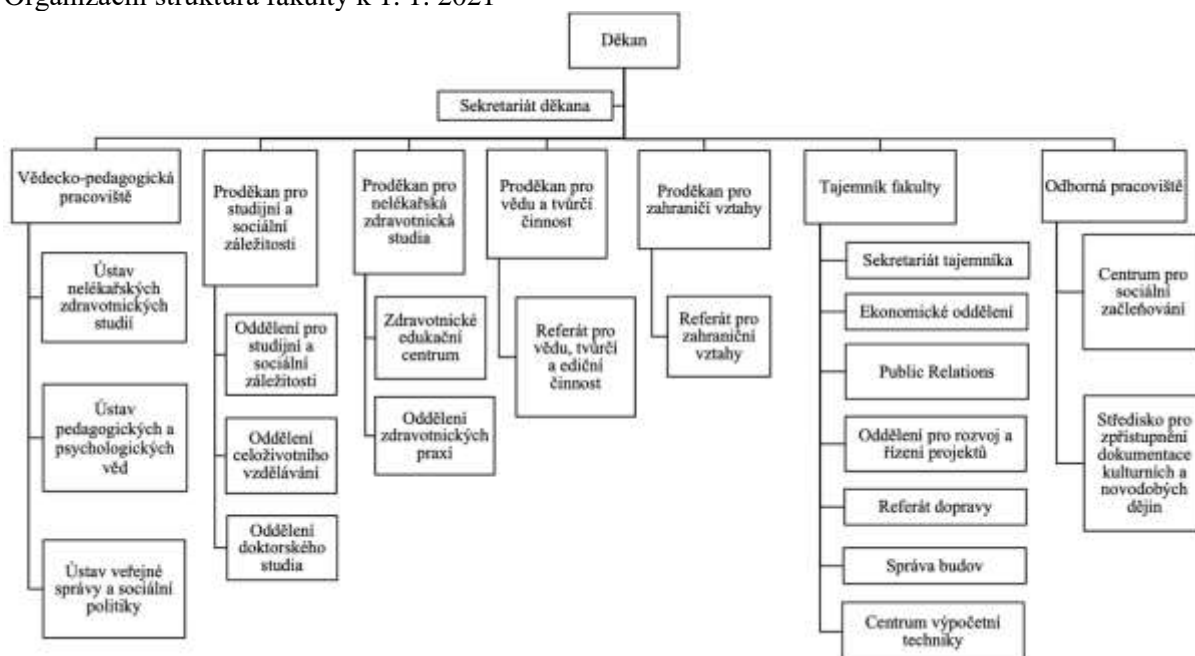 Organizační struktura fakulty k 1. 1. 2021
Děkan
Sekretariát děkana
Vědecko-pedagogická
pracoviště
Ústav
nelékařských
zdravotnických
studií
Ústav
pedagogických a
psychologických
věd
Ústav veřejné
správy a sociální
politiky
Proděkan pro
studijní a
sociální
záležitosti
Oddělení pro
studijní a
sociální
záležitosti
Oddělení
celoživotního
vzdělávání
Oddělení
doktorského
studia
Proděkan pro
nelékařská
zdravotnická
studia
Zdravotnické
edukační
centrum
Oddělení
zdravotnických
praxí
Proděkan pro
vědu a tvůrčí
činnost
Referát pro
vědu, tvůrčí
a ediční
činnost
Proděkan pro
zahraničí vztahy
Referát pro
zahraniční
vztahy
Tajemník fakulty
Sekretariát tajemníka
Ekonomické oddělení
Public Relations
Oddělení pro rozvoj a
řízení projektů
Referát dopravy
Správa budov
Centrum výpočetní
techniky
Odborná pracoviště
Centrum pro
sociální
začleňování
Středisko pro
zpřístupnění
dokumentace
kulturních a
novodobých
dějin